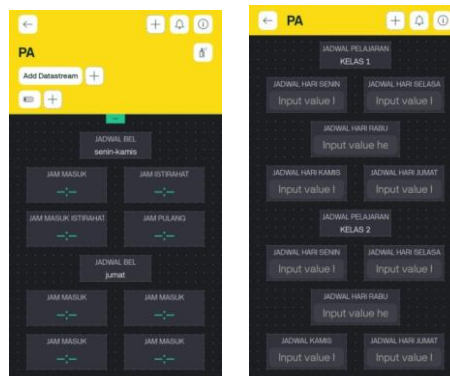 PA
Add Datastream
JADWAL BEL
senin-kamis
JAM MASUK
JAM ISTIRAHAT
--:--
--:--
JAM MASUK ISTIRAHAT
JAM PULANG
--:--
--:--
JADWAL BEL
jumat
JAM MASUK
JAM MASUK
--:--
--:--
JAM MASUK
JAM MASUK
--:--
--:--
PA
JADWAL PELAJARAN
KELAS 1
JADWAL HARI SENIN
JADWAL HARI SELASA
Input value l
Input value l
JADWAL HARI RABU
Input value he
JADWAL HARI KAMIS
JADWAL HARI JUMAT
Input value l
Input value l
JADWAL PELAJARAN
KELAS 2
JADWAL HARI SENIN
JADWAL HARI SELASA
Input value l
Input value l
JADWAL HARI RABU
Input value he
JADWAL KAMIS
JADWAL HARI JUMAT
Input value l
Input value l